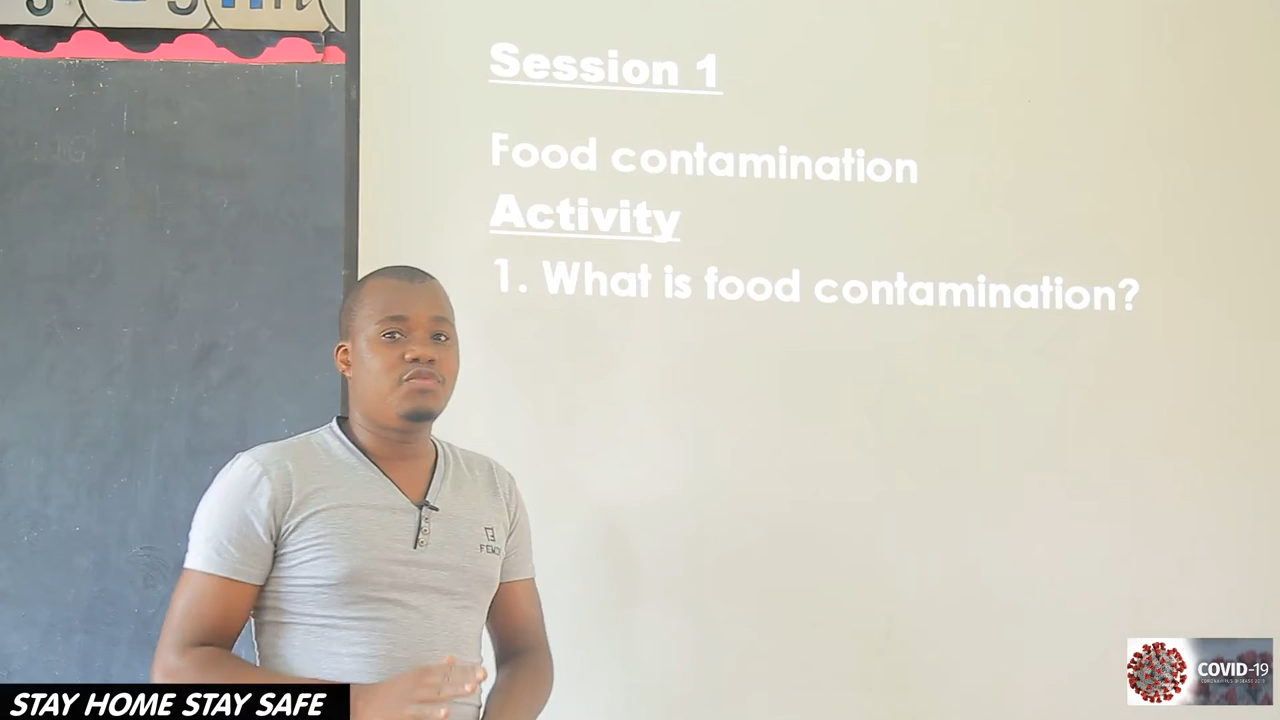 Session 1
Food contamination
Activity
1. What is food contamination?
STAY HOME STAY SAFE
COVID-19